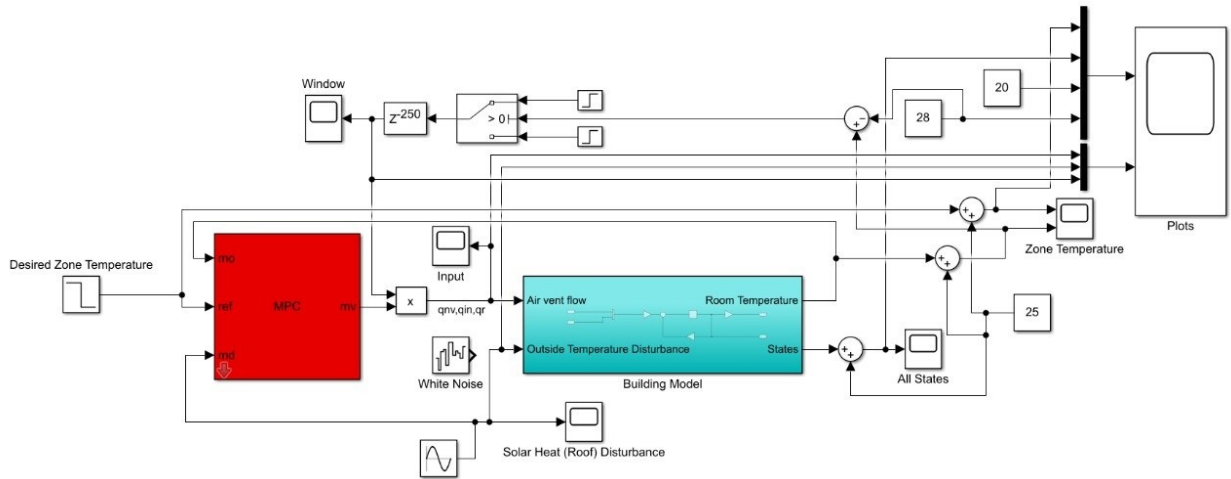 Window
Z-250
> 0
20
28
Plots
Zone Temperature
Desired Zone Temperature
mo
ref
md
MPC
mv
Input
x
qnv,qin,qr
Air vent flow
Room Temperature
Outside Temperature Disturbance
States
Building Model
25
White Noise
All States
Solar Heat (Roof) Disturbance